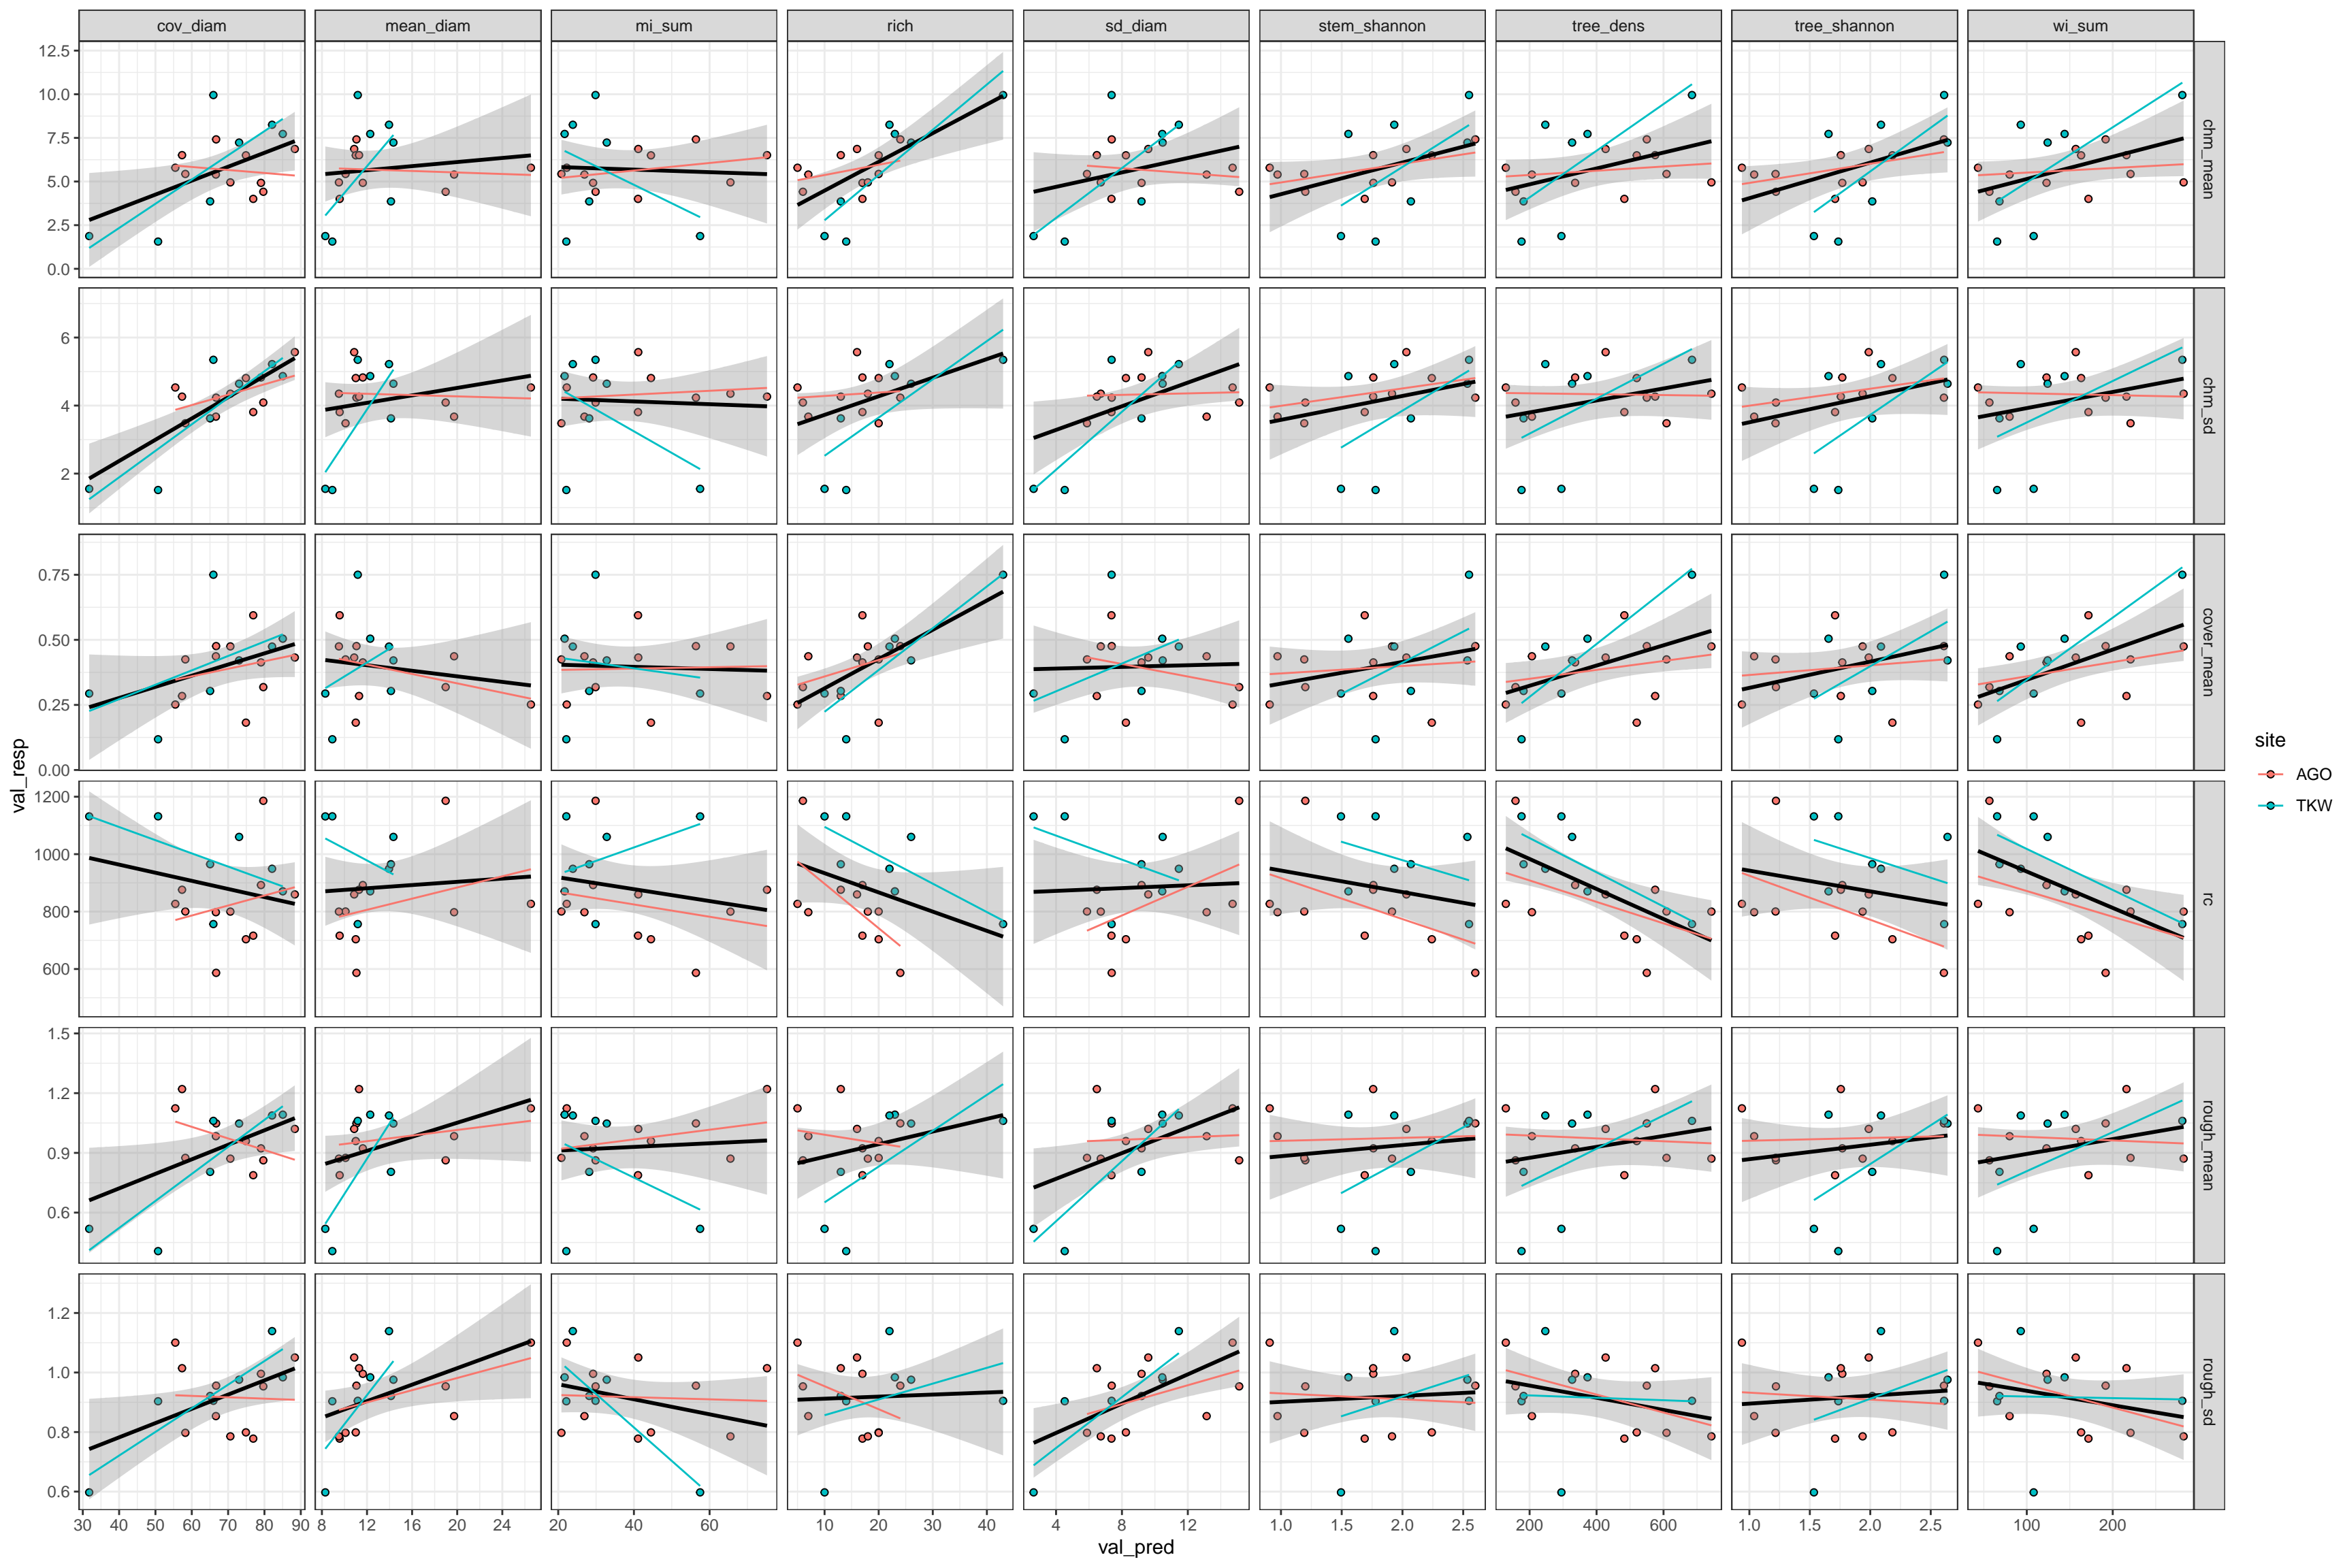 cov_diam mean_diam mi_sum rich sd_diam stem_shannon tree_dens tree_shannon wi_sum
12.5
10.0
7.5
5.0
2.5
0.0
chm_mean
6
4
2
chm_sd
0.75
0.50
0.25
0.00
cover_mean
1200
1000
800
600
rc
1.5
1.2
0.9
0.6
rough_mean
1.2
1.0
0.8
0.6
rough_sd
val_resp
30 40 50 60 70 80 90 8 12 16 20 24 20 40 60 10 20 30 40 4 8 12 1.0 1.5 2.0 2.5 200 400 600 1.0 1.5 2.0 2.5 100 200
val_pred
site
AGO
TKW